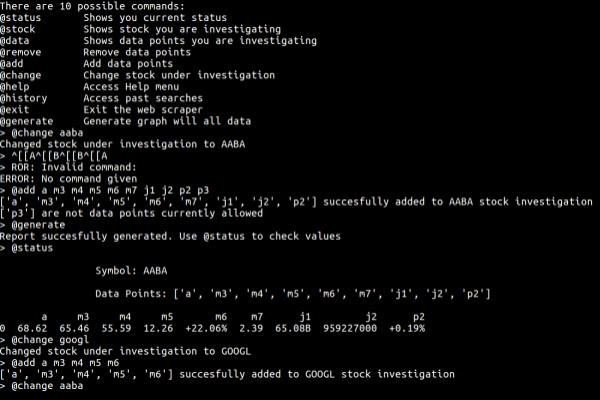 There are 10 possible commands:
@status Shows you current status
@stock Shows stock you are investigating
@data Shows data points you are investigating
@remove Remove data points
@add Add data points
@change Change stock under investigation
@help Access Help menu
@history Access past searches
@exit Exit the web scraper
@generate Generate graph will all data
> @change aaba
Changed stock under investigation to AABA
> ^[[A^[[B^[[B^[[A
> ROR: Invalid command:
ERROR: No command given
> @add a m3 m4 m5 m6 m7 j1 j2 p2 p3
['a', 'm3', 'm4', 'm5', 'm6', 'm7', 'j1', 'j2', 'p2'] succesfully added to AABA stock investigation
['p3'] are not data points currently allowed
> @generate
Report succesfully generated. Use @status to check values
> @status
Symbol: AABA
Data Points: ['a', 'm3', 'm4', 'm5', 'm6', 'm7', 'j1', 'j2', 'p2']
a m3 m4 m5 m6 m7 j1 j2 p2
0 68.62 65.46 55.59 12.26 +22.06% 2.39 65.08B 959227000 +0.19%
> @change googl
Changed stock under investigation to GOOGL
> @add a m3 m4 m5 m6
['a', 'm3', 'm4', 'm5', 'm6'] succesfully added to GOOGL stock investigation
> @change aaba